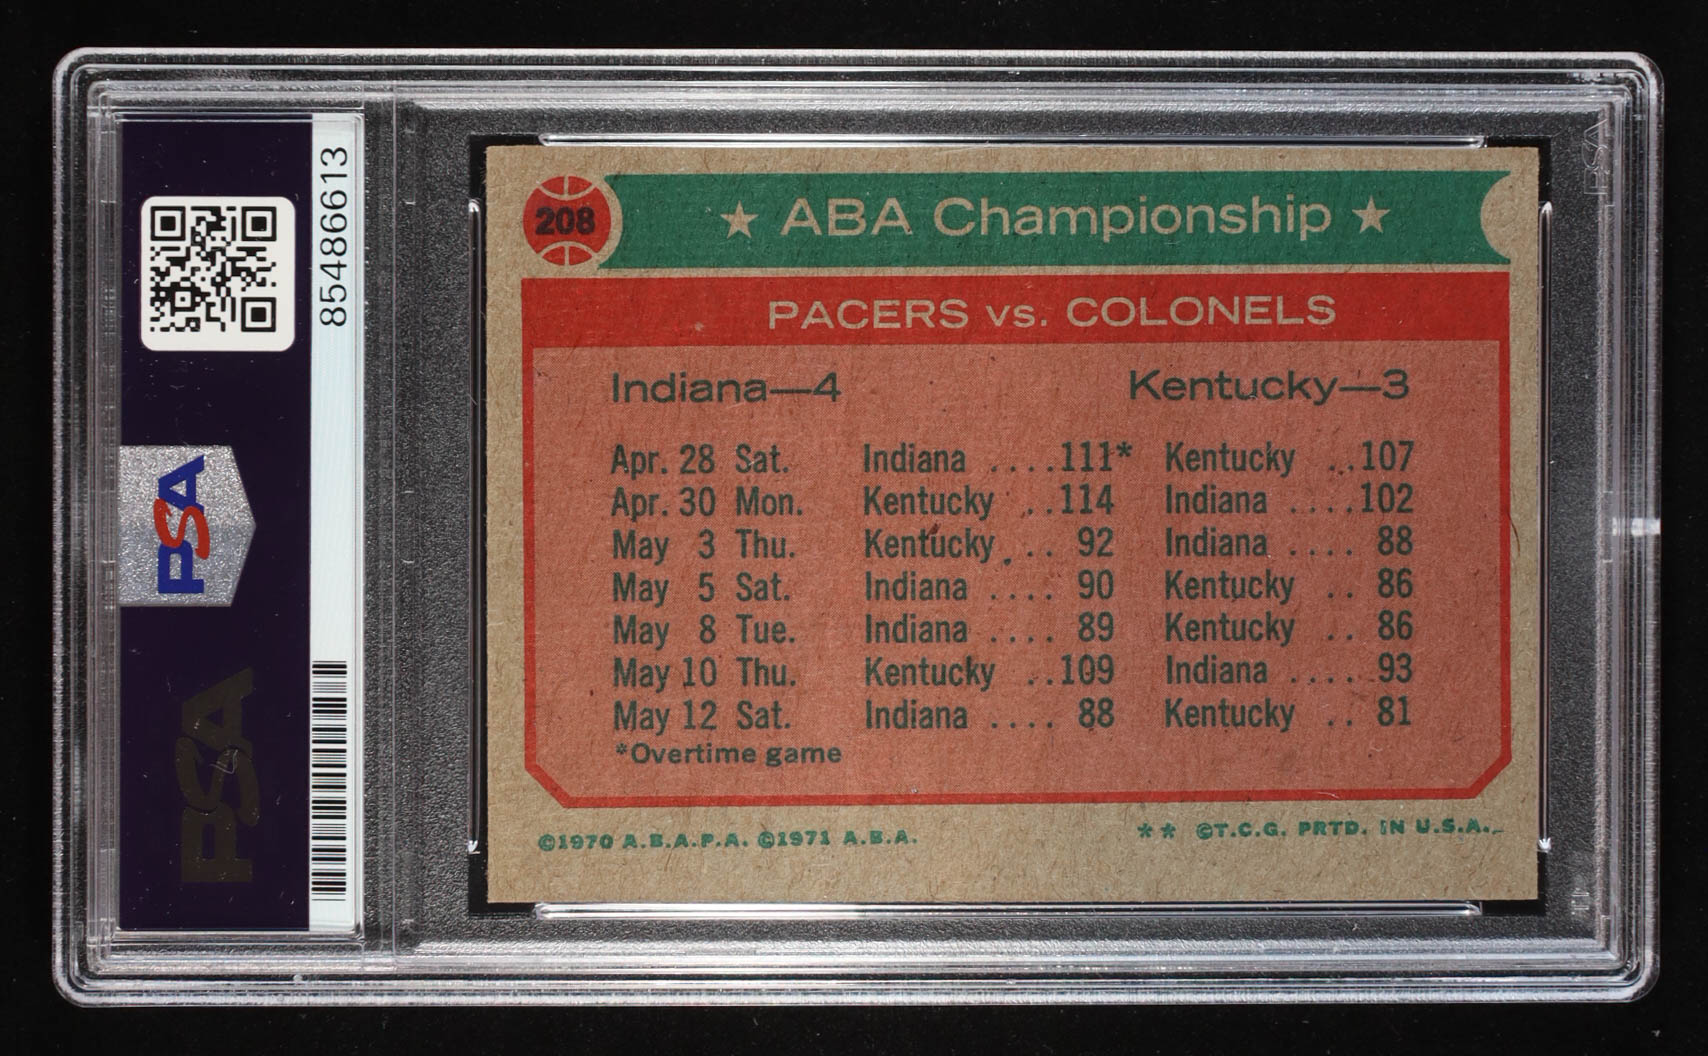 208
★ ABA Championship ★
PACERS vs. COLONELS
Indiana—4 Kentucky—3
Apr. 28 Sat. Indiana ....111* Kentucky ...107
Apr. 30 Mon. Kentucky ..114 Indiana ....102
May 3 Thu. Kentucky ... 92 Indiana .... 88
May 5 Sat. Indiana .... 90 Kentucky .. 86
May 8 Tue. Indiana .... 89 Kentucky .. 86
May 10 Thu. Kentucky ..109 Indiana ..... 93
May 12 Sat. Indiana .... 88 Kentucky .. 81
*Overtime game
©1970 A.B.A.P.A. ©1971 A.B.A. ** ©T.C.G. PRTD. IN U.S.A.
85486613
PSA
PSA
PSA